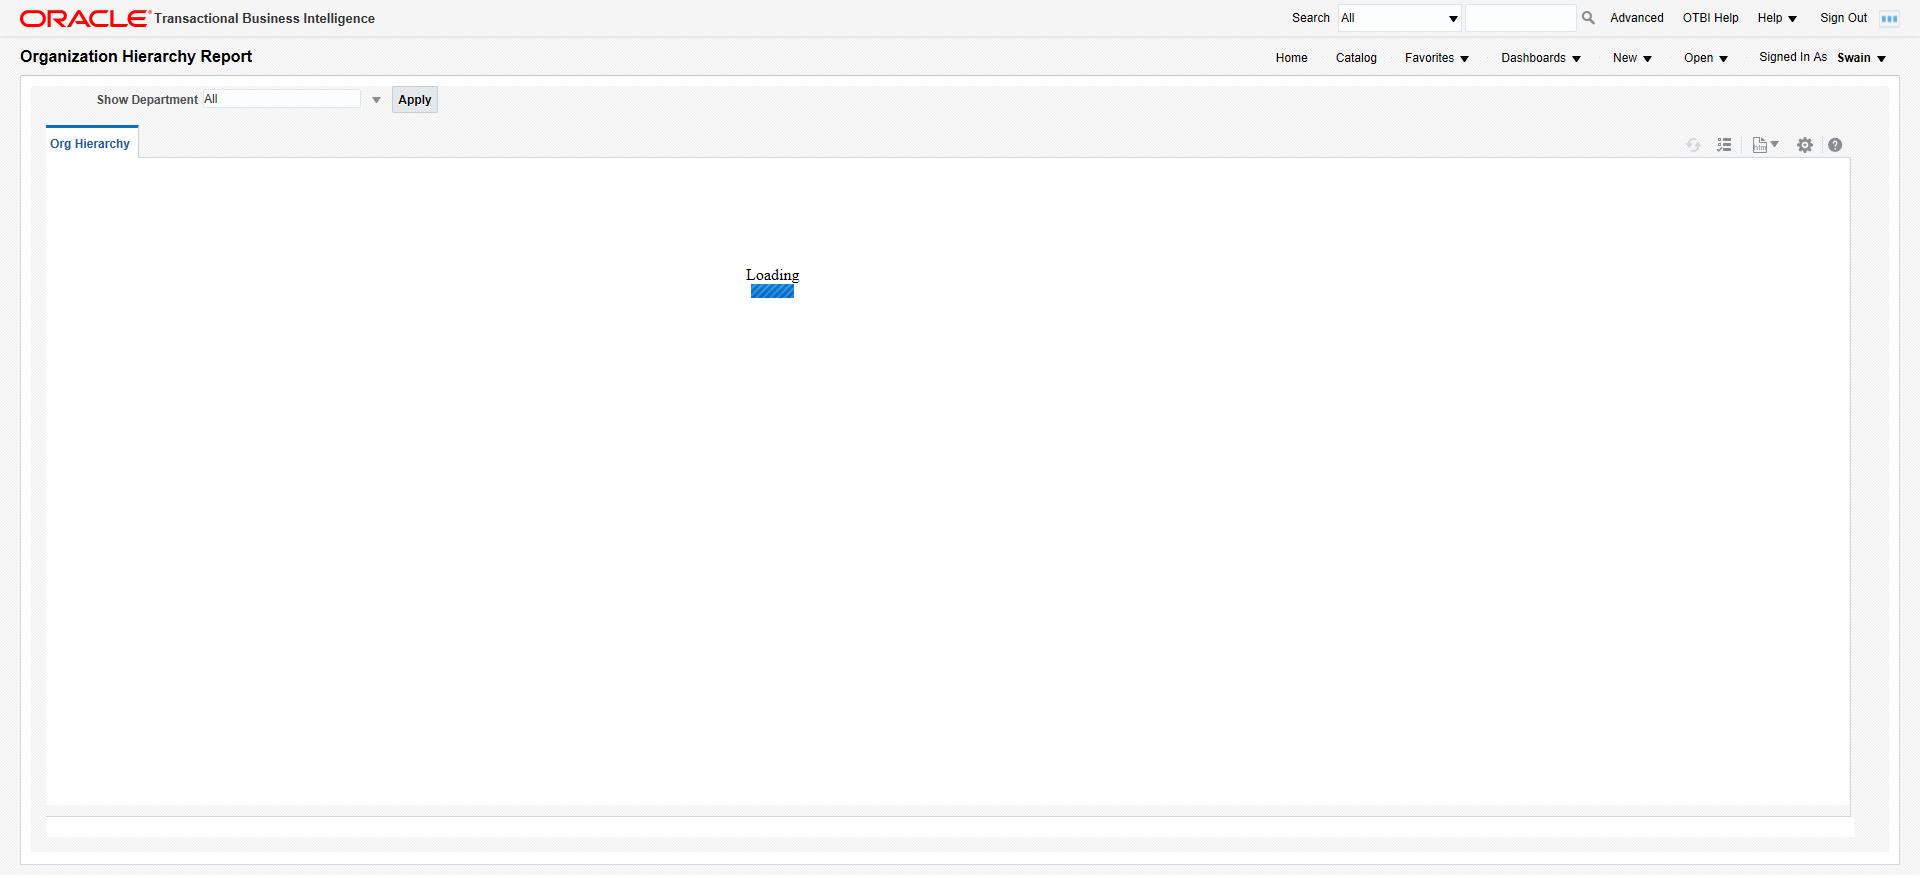 ORACLE Transactional Business Intelligence
Search All Advanced OTBI Help Help Sign Out
Organization Hierarchy Report
Home Catalog Favorites Dashboards New Open Signed In As Swain
Show Department All Apply
Org Hierarchy
Loading